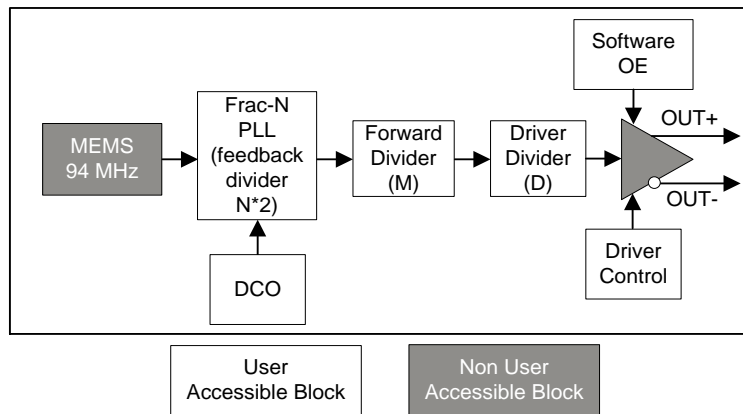 Software
OE
OUT+
MEMS
94 MHz
Frac-N
PLL
(feedback
divider
N*2)
Forward
Divider
(M)
Driver
Divider
(D)
OUT-
DCO
Driver
Control
User
Accessible Block
Non User
Accessible Block